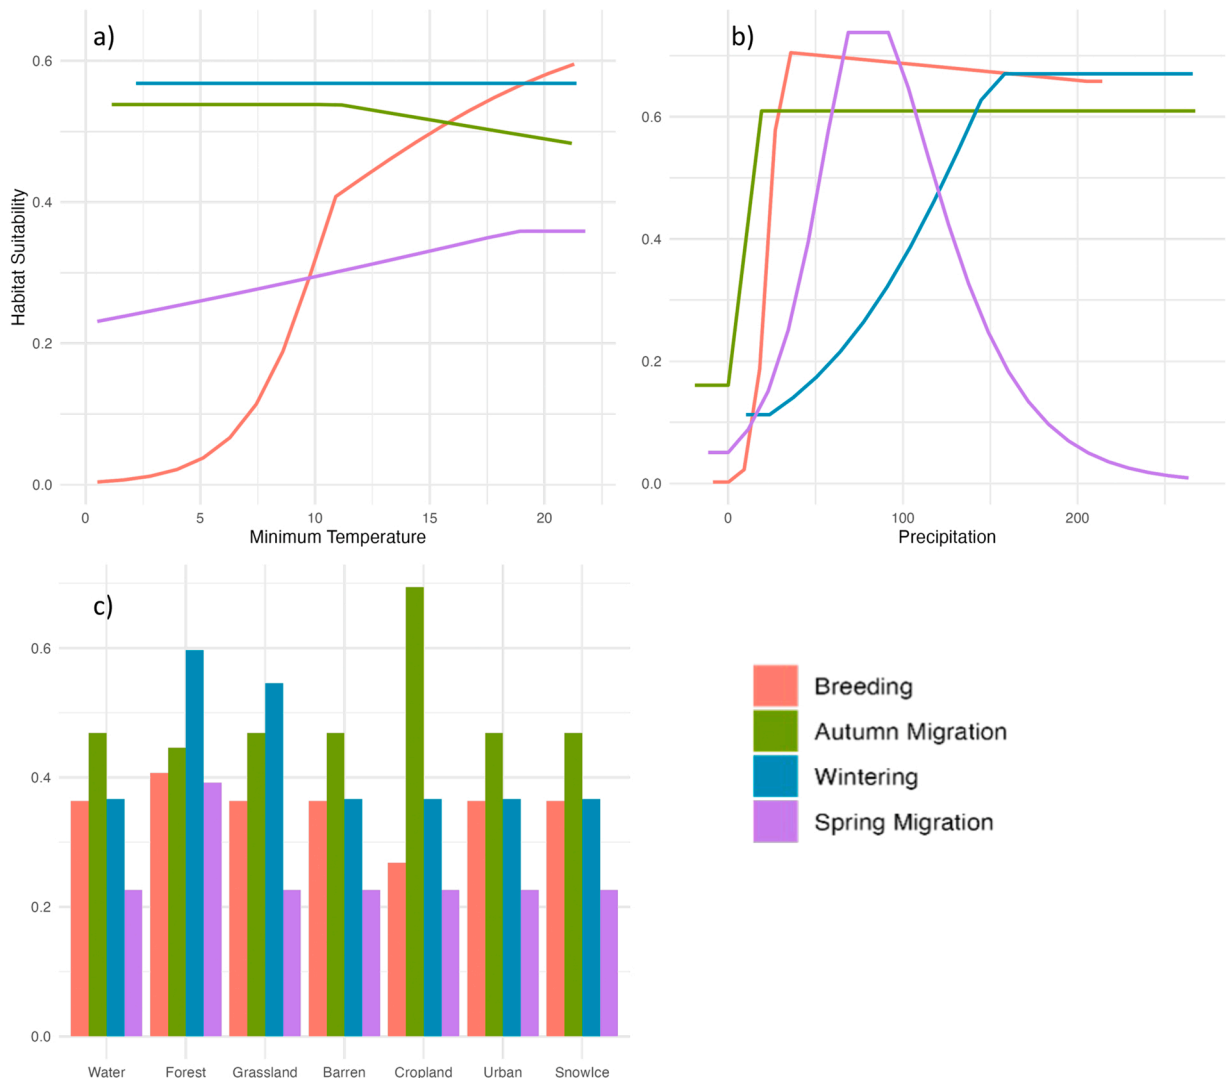 a)
0.6
0.4
0.2
0.0
Habitat Suitability
0 5 10 15 20
Minimum Temperature
b)
0.6
0.4
0.2
0.0
0 100 200
Precipitation
c)
0.6
0.4
0.2
0.0
Water Forest Grassland Barren Cropland Urban SnowIce
Breeding
Autumn Migration
Wintering
Spring Migration